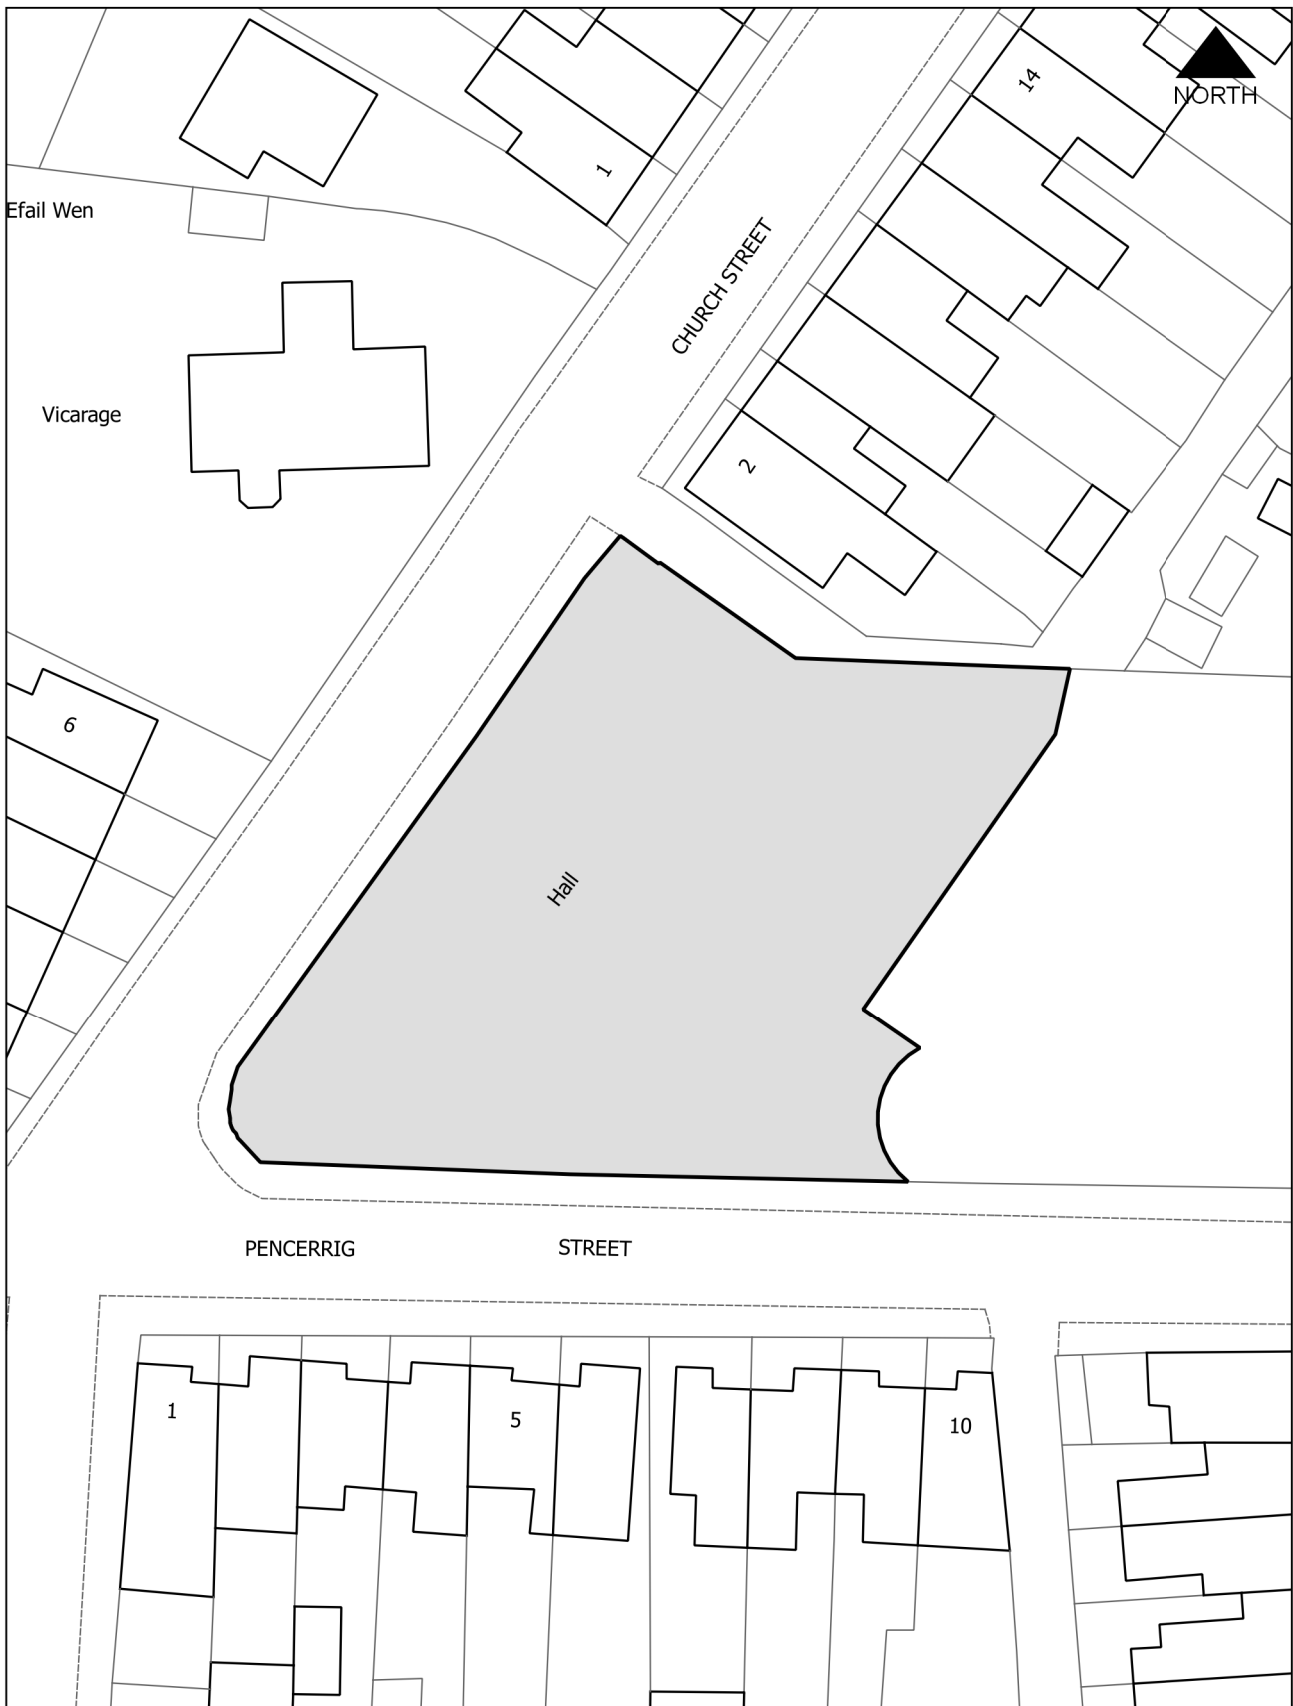 14
NORTH
1
Efail Wen
CHURCH STREET
Vicarage
2
6
Hall
PENCERRIG STREET
1
5
10